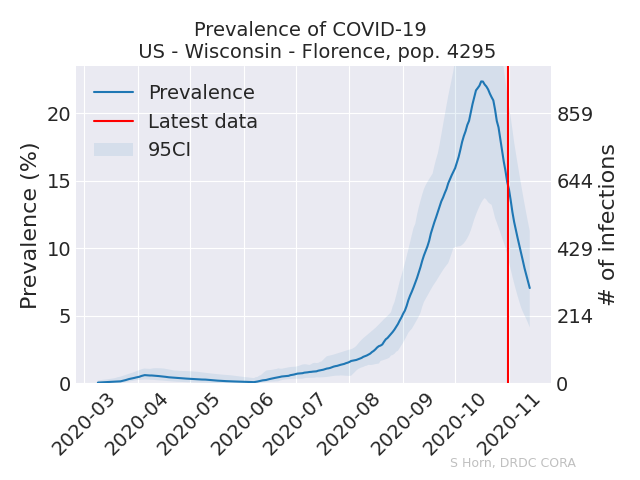 Prevalence of COVID-19
US - Wisconsin - Florence, pop. 4295
Prevalence
Latest data
95CI
Prevalence (%)
20
15
10
5
0
859
644
429
214
0
# of infections
2020-03
2020-04
2020-05
2020-06
2020-07
2020-08
2020-09
2020-10
2020-11
S Horn, DRDC CORA